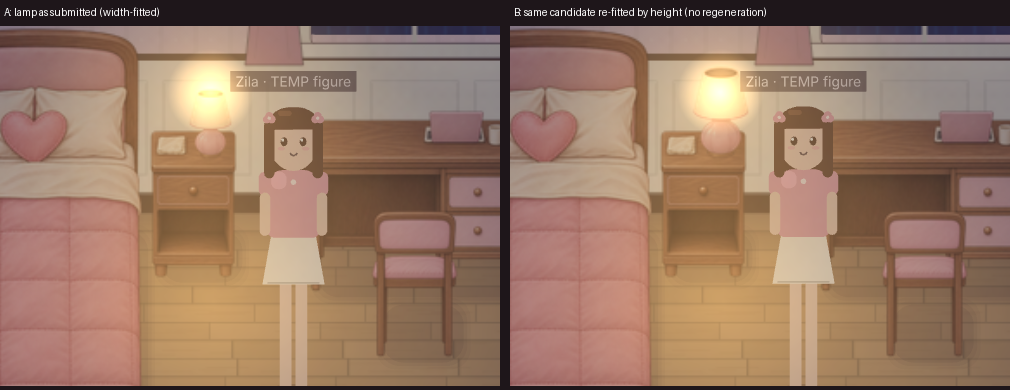 A: lamp as submitted (width-fitted)
B: same candidate re-fitted by height (no regeneration)
Zila · TEMP figure
Zila · TEMP figure